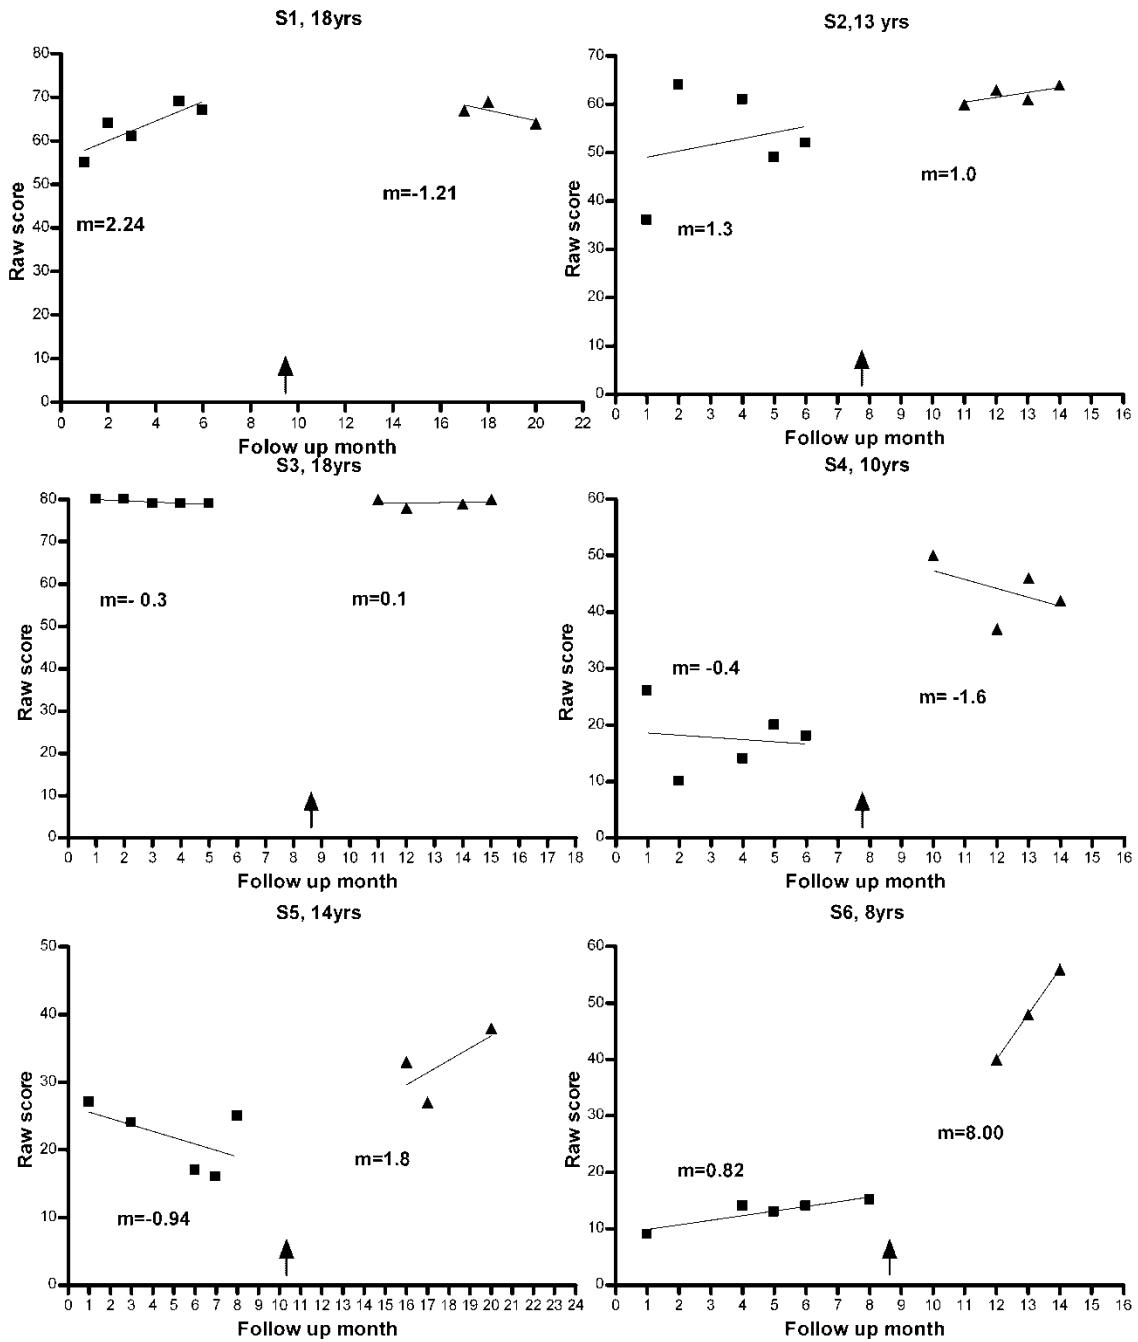 S1, 18yrs
80
70
60
50
40
30
20
10
0
Raw score
m=2.24
m=-1.21
0 2 4 6 8 10 12 14 16 18 20 22
Folow up month
S2,13 yrs
70
60
50
40
30
20
10
0
Raw score
m=1.3
m=1.0
0 1 2 3 4 5 6 7 8 9 10 11 12 13 14 15 16
Follow up month
S3, 18yrs
80
70
60
50
40
30
20
10
0
Raw score
m=- 0.3
m=0.1
0 1 2 3 4 5 6 7 8 9 10 11 12 13 14 15 16 17 18
Follow up month
S4, 10yrs
60
50
40
30
20
10
0
Raw score
m= -0.4
m= -1.6
0 1 2 3 4 5 6 7 8 9 10 11 12 13 14 15 16
Follow up month
S5, 14yrs
50
40
30
20
10
0
Raw score
m=-0.94
m=1.8
0 1 2 3 4 5 6 7 8 9 10 11 12 13 14 15 16 17 18 19 20 21 22 23 24
Follow up month
S6, 8yrs
60
50
40
30
20
10
0
Raw score
m=0.82
m=8.00
0 1 2 3 4 5 6 7 8 9 10 11 12 13 14 15 16
Follow up month